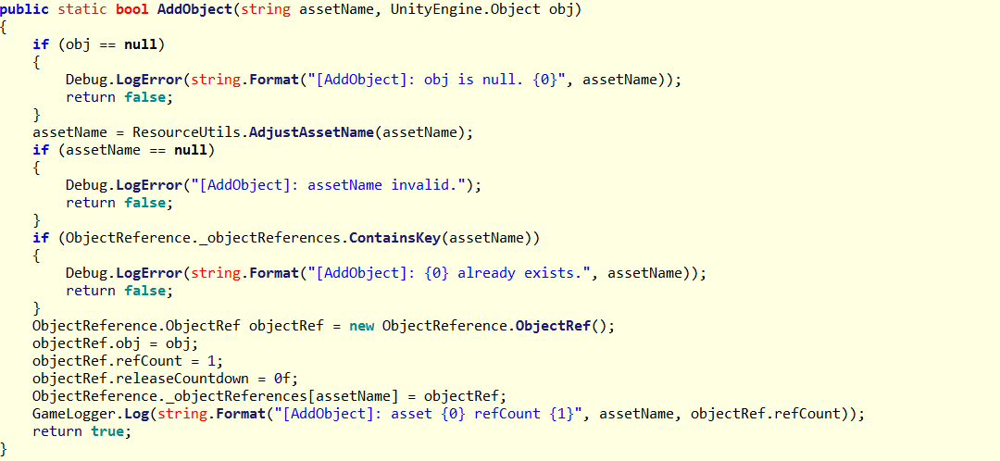 public static bool AddObject(string assetName, UnityEngine.Object obj)
{
    if (obj == null)
    {
        Debug.LogError(string.Format("[AddObject]: obj is null. {0}", assetName));
        return false;
    }
    assetName = ResourceUtils.AdjustAssetName(assetName);
    if (assetName == null)
    {
        Debug.LogError("[AddObject]: assetName invalid.");
        return false;
    }
    if (ObjectReference._objectReferences.ContainsKey(assetName))
    {
        Debug.LogError(string.Format("[AddObject]: {0} already exists.", assetName));
        return false;
    }
    ObjectReference.ObjectRef objectRef = new ObjectReference.ObjectRef();
    objectRef.obj = obj;
    objectRef.refCount = 1;
    objectRef.releaseCountdown = 0f;
    ObjectReference._objectReferences[assetName] = objectRef;
    GameLogger.Log(string.Format("[AddObject]: asset {0} refCount {1}", assetName, objectRef.refCount));
    return true;
}